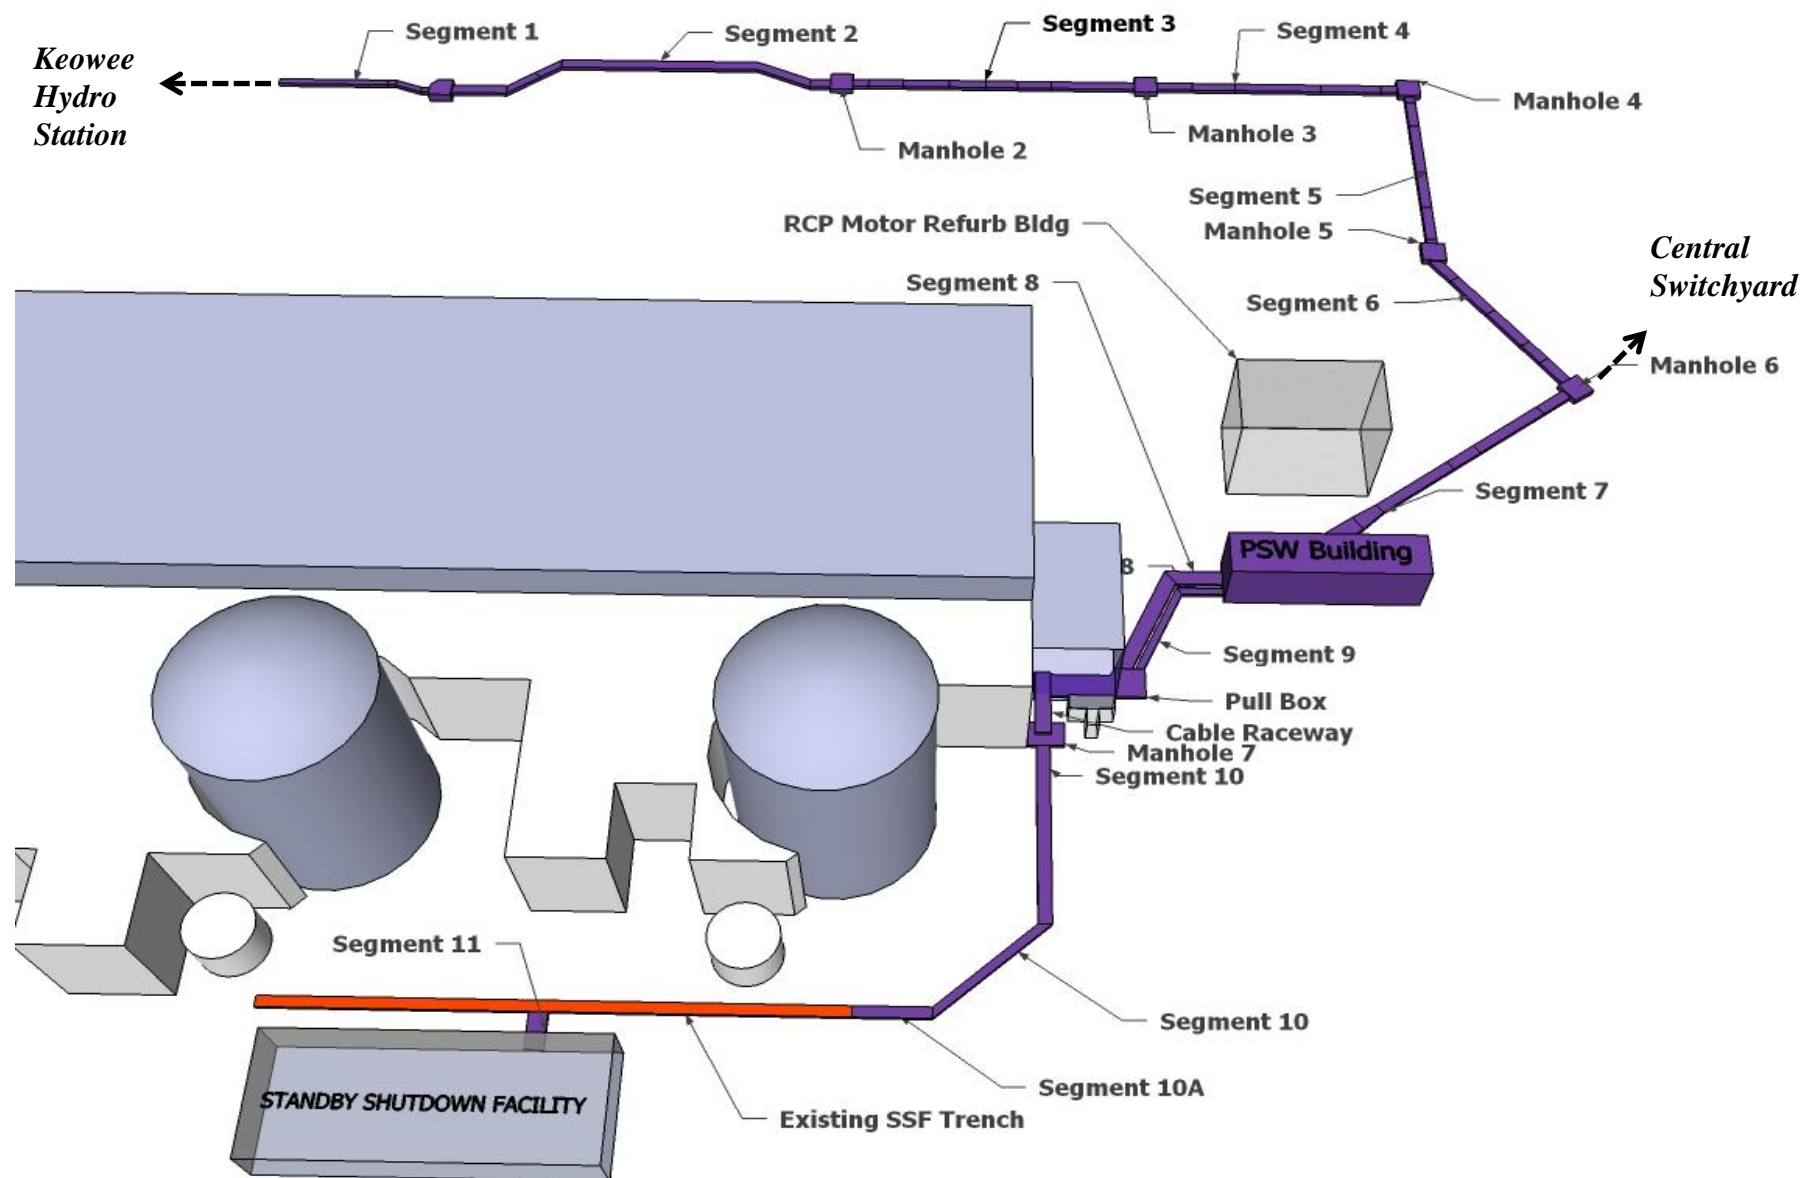 Segment 1
Segment 2
Segment 3
Segment 4
Keowee
Hydro
Station
Manhole 4
Manhole 3
Manhole 2
Segment 5
RCP Motor Refurb Bldg
Manhole 5
Central
Switchyard
Segment 8
Segment 6
Manhole 6
Segment 7
PSW Building
8
Segment 9
Pull Box
Cable Raceway
Manhole 7
Segment 10
Segment 11
Segment 10
Segment 10A
STANDBY SHUTDOWN FACILITY
Existing SSF Trench